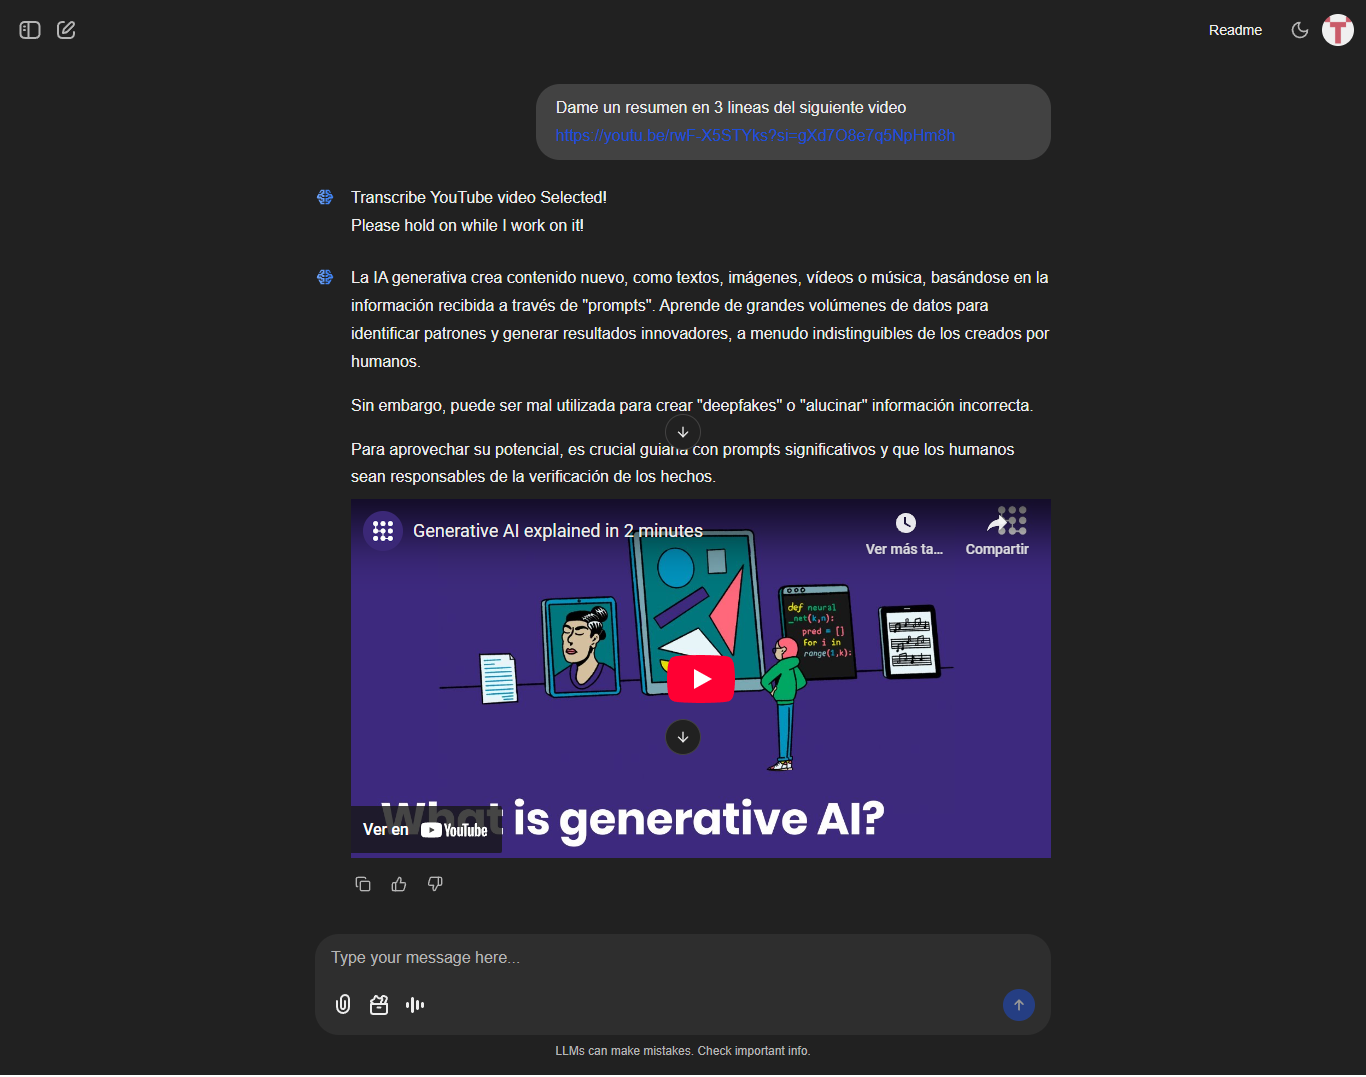 Readme
Dame un resumen en 3 lineas del siguiente video
https://youtu.be/rwF-X5STYks?si=gXd7O8e7q5NpHm8h
Transcribe YouTube video Selected!
Please hold on while I work on it!
La IA generativa crea contenido nuevo, como textos, imágenes, vídeos o música, basándose en la
información recibida a través de "prompts". Aprende de grandes volúmenes de datos para
identificar patrones y generar resultados innovadores, a menudo indistinguibles de los creados por
humanos.
Sin embargo, puede ser mal utilizada para crear "deepfakes" o "alucinar" información incorrecta.
Para aprovechar su potencial, es crucial guiarla con prompts significativos y que los humanos
sean responsables de la verificación de los hechos.
Generative AI explained in 2 minutes
Ver más ta...
Compartir
def neural
_net(k,n):
pred = []
for i in
range(1,k):
What is generative AI?
Ver en YouTube
Type your message here...
LLMs can make mistakes. Check important info.